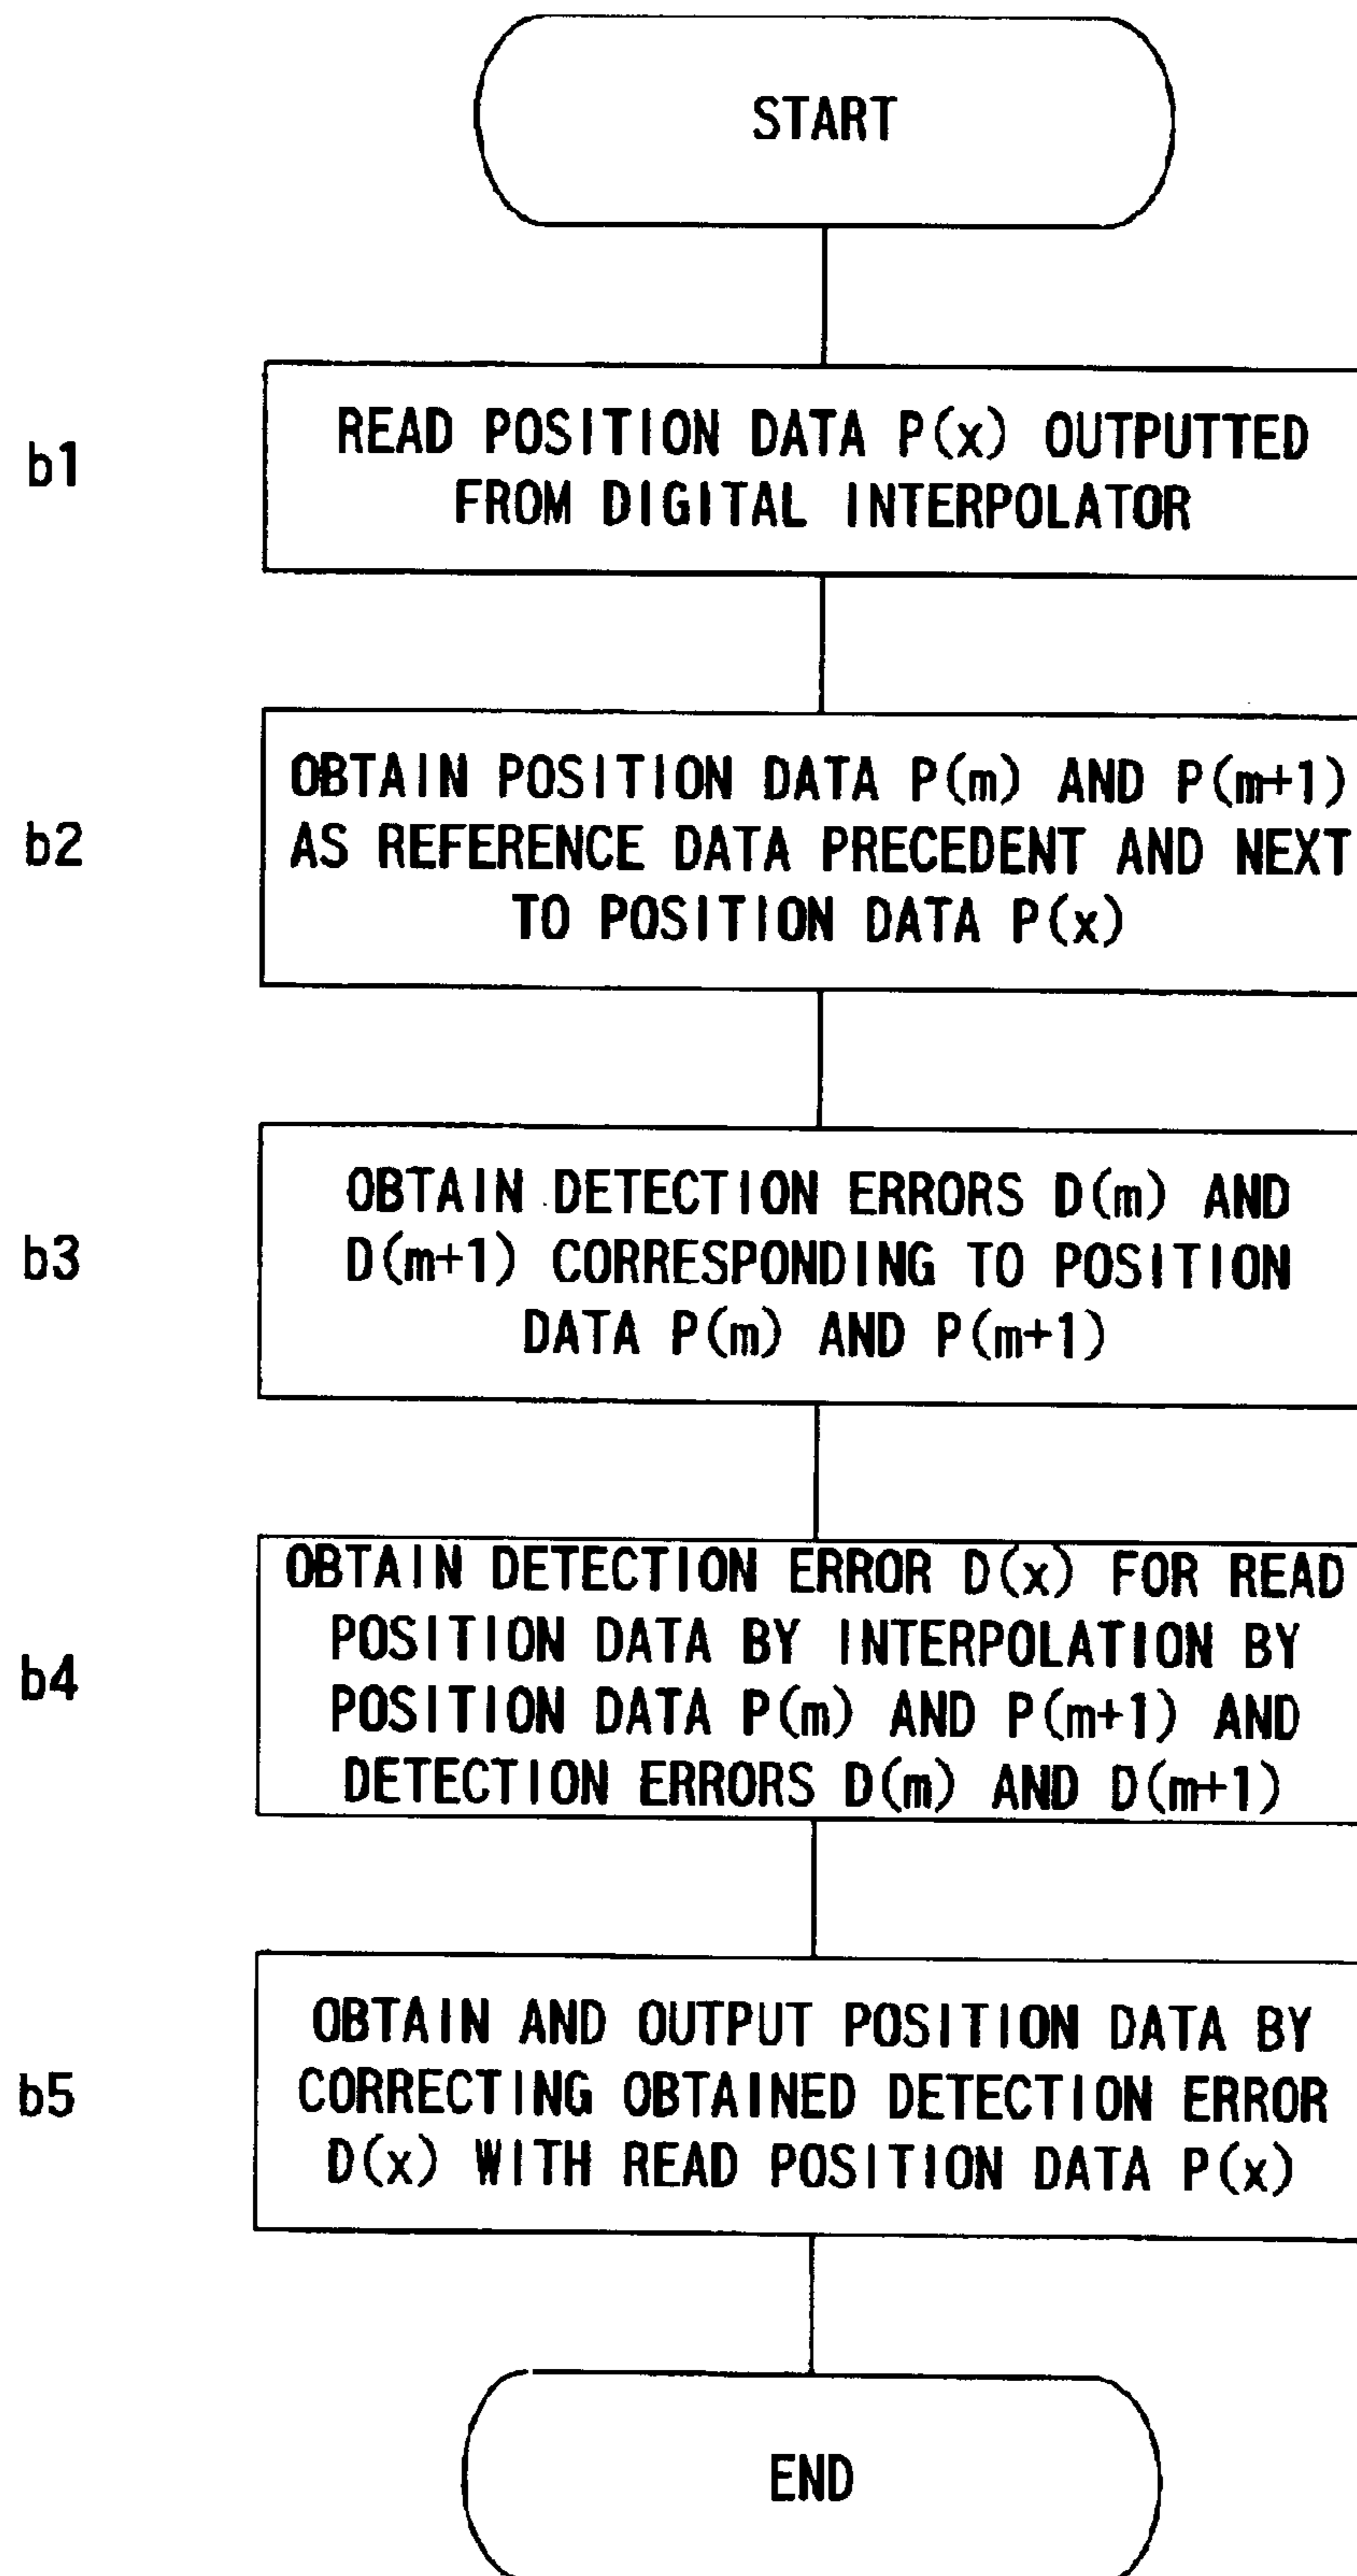 START
b1
READ POSITION DATA P(x) OUTPUTTED
FROM DIGITAL INTERPOLATOR
b2
OBTAIN POSITION DATA P(m) AND P(m+1)
AS REFERENCE DATA PRECEDENT AND NEXT
TO POSITION DATA P(x)
b3
OBTAIN DETECTION ERRORS D(m) AND
D(m+1) CORRESPONDING TO POSITION
DATA P(m) AND P(m+1)
b4
OBTAIN DETECTION ERROR D(x) FOR READ
POSITION DATA BY INTERPOLATION BY
POSITION DATA P(m) AND P(m+1) AND
DETECTION ERRORS D(m) AND D(m+1)
b5
OBTAIN AND OUTPUT POSITION DATA BY
CORRECTING OBTAINED DETECTION ERROR
D(x) WITH READ POSITION DATA P(x)
END